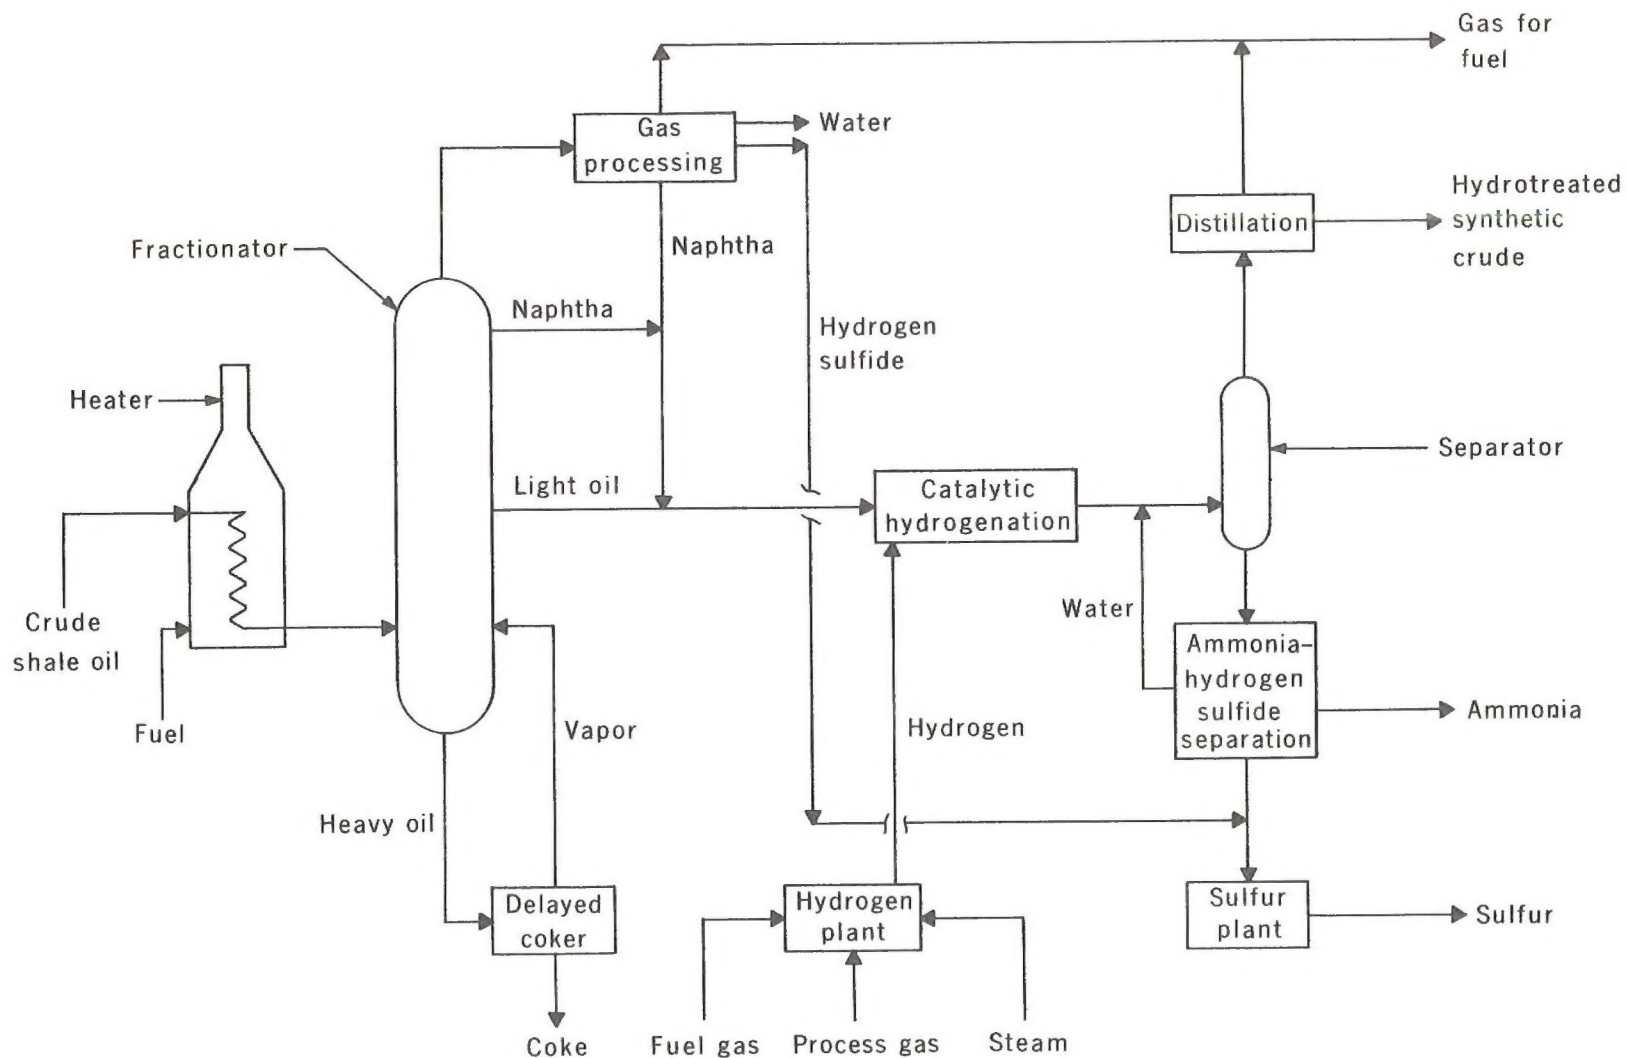 Gas for
fuel
Gas
processing
Water
Hydrotreated
synthetic
crude
Distillation
Fractionator
Naphtha
Naphtha
Hydrogen
sulfide
Heater
Separator
Light oil
Catalytic
hydrogenation
Crude
shale oil
Fuel
Water
Ammonia-
hydrogen
sulfide
separation
Ammonia
Vapor
Hydrogen
Heavy oil
Delayed
coker
Hydrogen
plant
Sulfur
plant
Sulfur
Coke
Fuel gas
Process gas
Steam